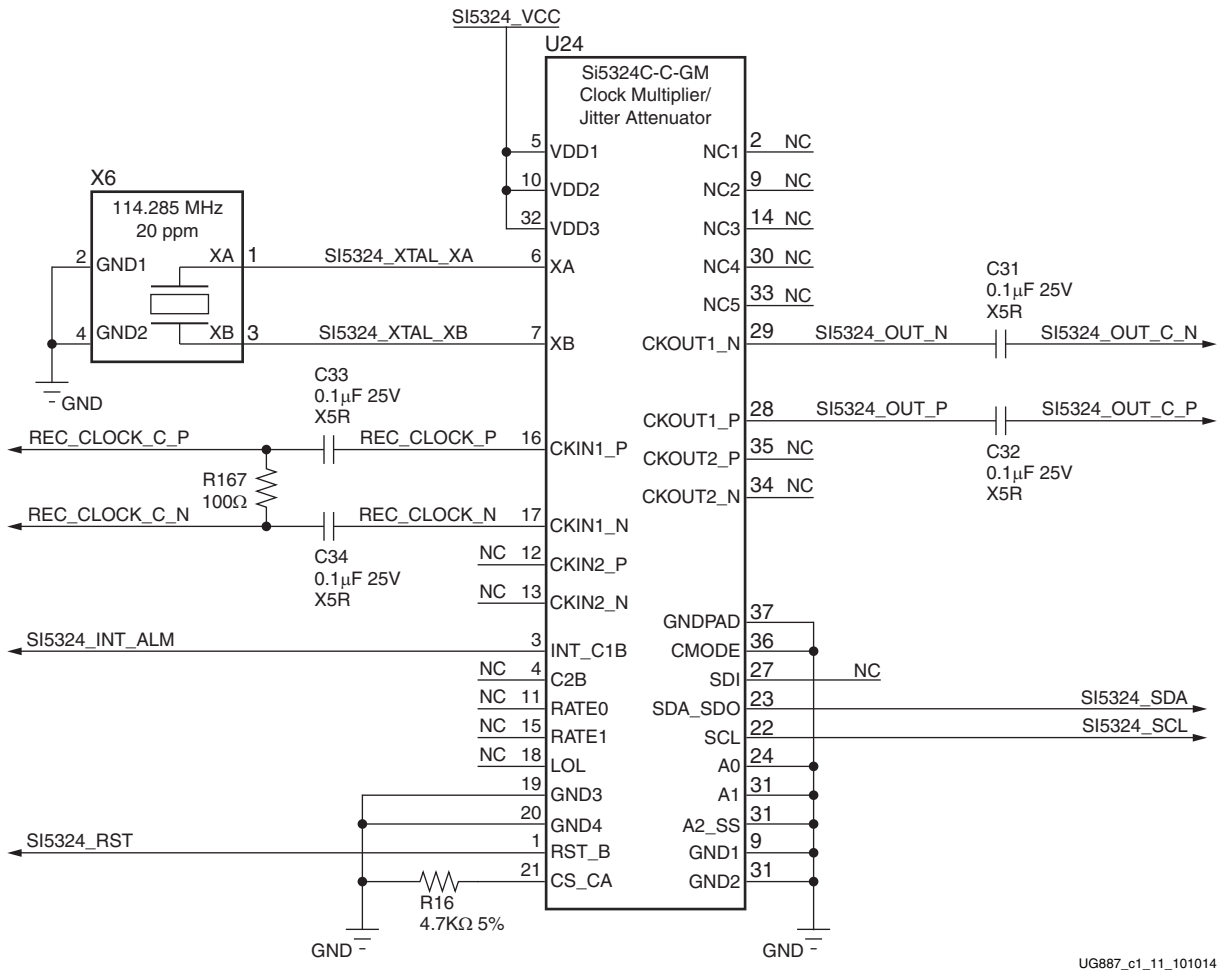 SI5324_VCC
U24
Si5324C-C-GM
Clock Multiplier/
Jitter Attenuator
5 VDD1
10 VDD2
32 VDD3
6 XA
7 XB
16 CKIN1_P
17 CKIN1_N
NC 12 CKIN2_P
NC 13 CKIN2_N
3 INT_C1B
NC 4 C2B
NC 11 RATE0
NC 15 RATE1
NC 18 LOL
19 GND3
20 GND4
1 RST_B
21 CS_CA
NC1 2 NC
NC2 9 NC
NC3 14 NC
NC4 30 NC
NC5 33 NC
CKOUT1_N 29
CKOUT1_P 28
CKOUT2_P 35 NC
CKOUT2_N 34 NC
GNDPAD 37
CMODE 36
SDI 27 NC
SDA_SDO 23
SCL 22
A0 24
A1 31
A2_SS 31
GND1 9
GND2 31
X6
114.285 MHz
20 ppm
2 GND1
XA 1
4 GND2
XB 3
SI5324_XTAL_XA
SI5324_XTAL_XB
GND
C33
0.1μF 25V
X5R
REC_CLOCK_C_P
REC_CLOCK_P
R167
100Ω
REC_CLOCK_C_N
REC_CLOCK_N
C34
0.1μF 25V
X5R
SI5324_INT_ALM
SI5324_RST
R16
4.7KΩ 5%
GND
C31
0.1μF 25V
X5R
SI5324_OUT_N
SI5324_OUT_C_N
SI5324_OUT_P
SI5324_OUT_C_P
C32
0.1μF 25V
X5R
SI5324_SDA
SI5324_SCL
GND
UG887_c1_11_101014